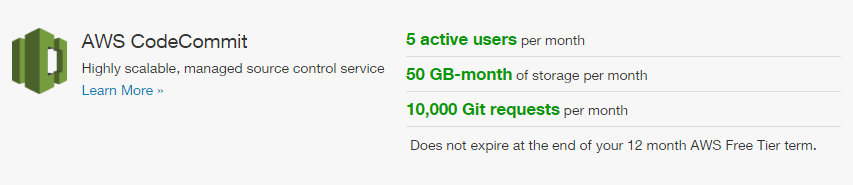 AWS CodeCommit
Highly scalable, managed source control service
Learn More »
5 active users per month
50 GB-month of storage per month
10,000 Git requests per month
Does not expire at the end of your 12 month AWS Free Tier term.